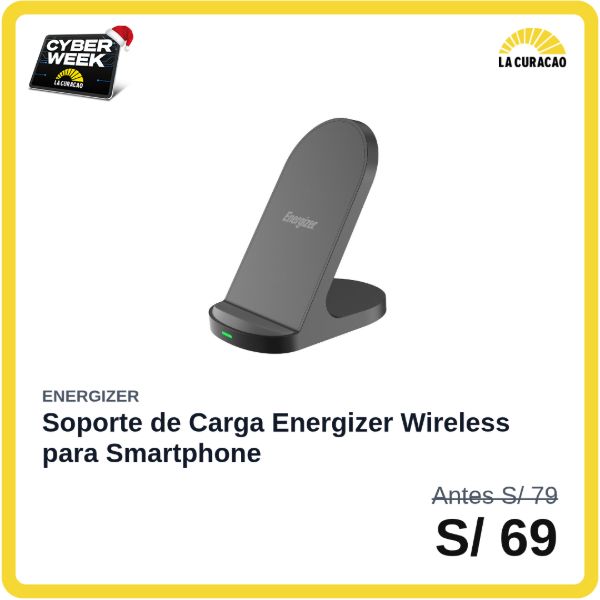 CYBER
WEEK
LA CURACAO
LA CURACAO
Energizer
ENERGIZER
Soporte de Carga Energizer Wireless
para Smartphone
Antes S/ 79
S/ 69